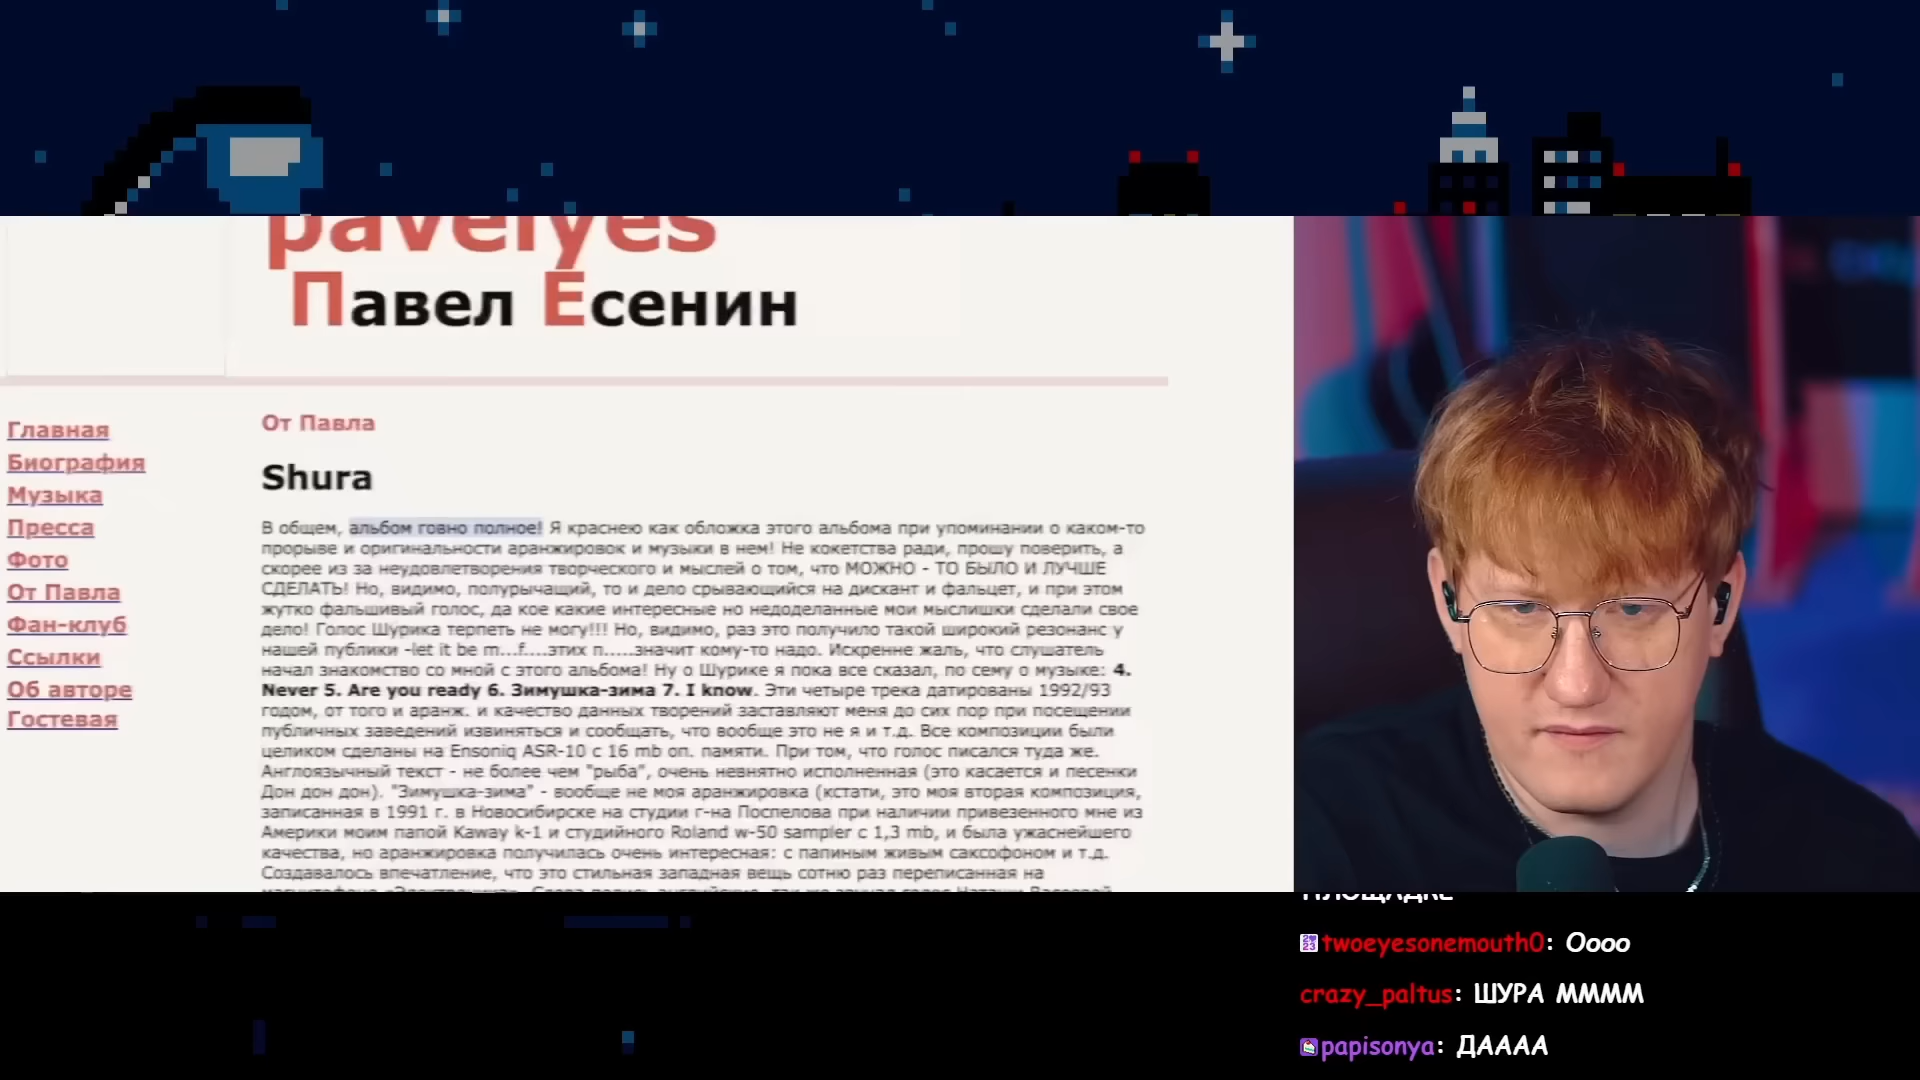 pavelyes
Павел Есенин
Главная
Биография
Музыка
Пресса
Фото
От Павла
Фан-клуб
Ссылки
Об авторе
Гостевая
От Павла
Shura
В общем, альбом говно полное! Я краснею как обложка этого альбома при упоминании о каком-то
прорыве и оригинальности аранжировок и музыки в нем! Не кокетства ради, прошу поверить, а
скорее из за неудовлетворения творческого и мыслей о том, что МОЖНО - ТО БЫЛО И ЛУЧШЕ
СДЕЛАТЬ! Но, видимо, полурычащий, то и дело срывающийся на дискант и фальцет, и при этом
жутко фальшивый голос, да кое какие интересные но недоделанные мои мыслишки сделали свое
дело! Голос Шурика терпеть не могу!!! Но, видимо, раз это получило такой широкий резонанс у
нашей публики -let it be m...f....этих п.....значит кому-то надо. Искренне жаль, что слушатель
начал знакомство со мной с этого альбома! Ну о Шурике я пока все сказал, по сему о музыке: 4.
Never 5. Are you ready 6. Зимушка-зима 7. I know. Эти четыре трека датированы 1992/93
годом, от того и аранж. и качество данных творений заставляют меня до сих пор при посещении
публичных заведений извиняться и сообщать, что вообще это не я и т.д. Все композиции были
целиком сделаны на Ensoniq ASR-10 с 16 mb оп. памяти. При том, что голос писался туда же.
Англоязычный текст - не более чем "рыба", очень невнятно исполненная (это касается и песенки
Дон дон дон). "Зимушка-зима" - вообще не моя аранжировка (кстати, это моя вторая композиция,
записанная в 1991 г. в Новосибирске на студии г-на Поспелова при наличии привезенного мне из
Америки моим папой Kaway k-1 и студийного Roland w-50 sampler с 1,3 mb, и была ужаснейшего
качества, но аранжировка получилась очень интересная: с папиным живым саксофоном и т.д.
Создавалось впечатление, что это стильная западная вещь сотню раз переписанная на
ПЛОЩАДКЕ
twoeyesonemouth0: Оооо
crazy_paltus: ШУРА ММММ
papisonya: ДАААА